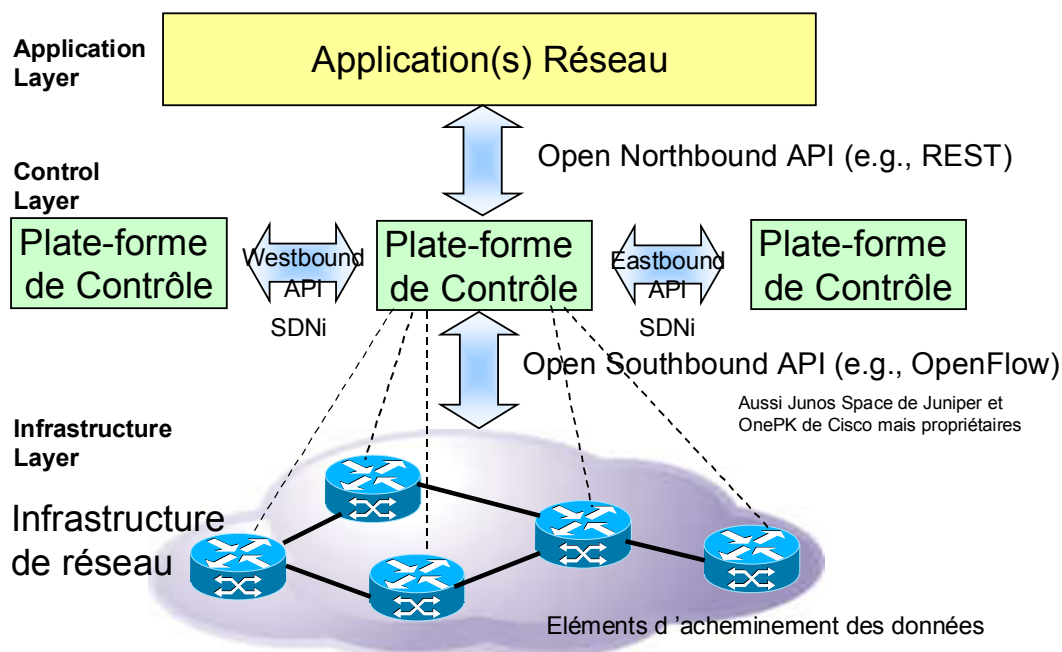 Application
Layer
Application(s) Réseau
Open Northbound API (e.g., REST)
Control
Layer
Plate-forme
de Contrôle
Westbound
API
SDNi
Plate-forme
de Contrôle
Eastbound
API
SDNi
Plate-forme
de Contrôle
Open Southbound API (e.g., OpenFlow)
Aussi Junos Space de Juniper et
OnePK de Cisco mais propriétaires
Infrastructure
Layer
Infrastructure
de réseau
Eléments d ’acheminement des données